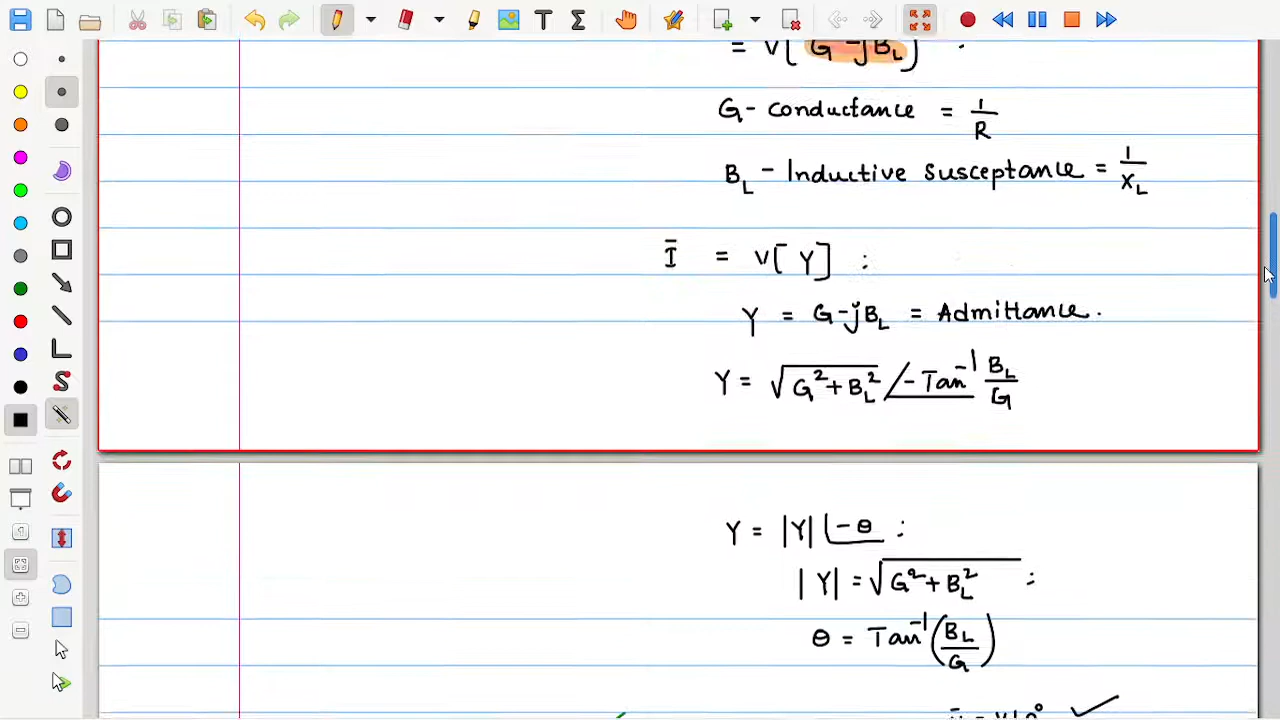 = V[G-jB_L] :
G- conductance = 1/R
B_L - Inductive Susceptance = 1/X_L
Ī = V[Y] :
Y = G-jB_L = Admittance.
Y = √(G²+B_L²) ∠-Tan⁻¹ B_L/G
Y = |Y| ∠-θ :
|Y| = √(G²+B_L²) :
θ = Tan⁻¹(B_L/G)